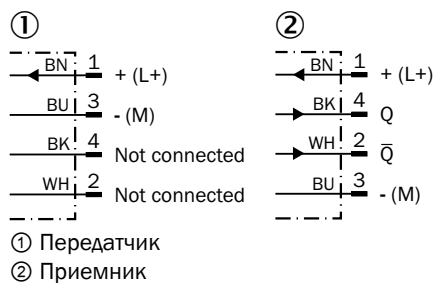 ① ②
BN 1 + (L+)
BU 3 - (M)
BK 4 Not connected
WH 2 Not connected
BN 1 + (L+)
BK 4 Q
WH 2 Q̅
BU 3 - (M)
① Передатчик
② Приемник